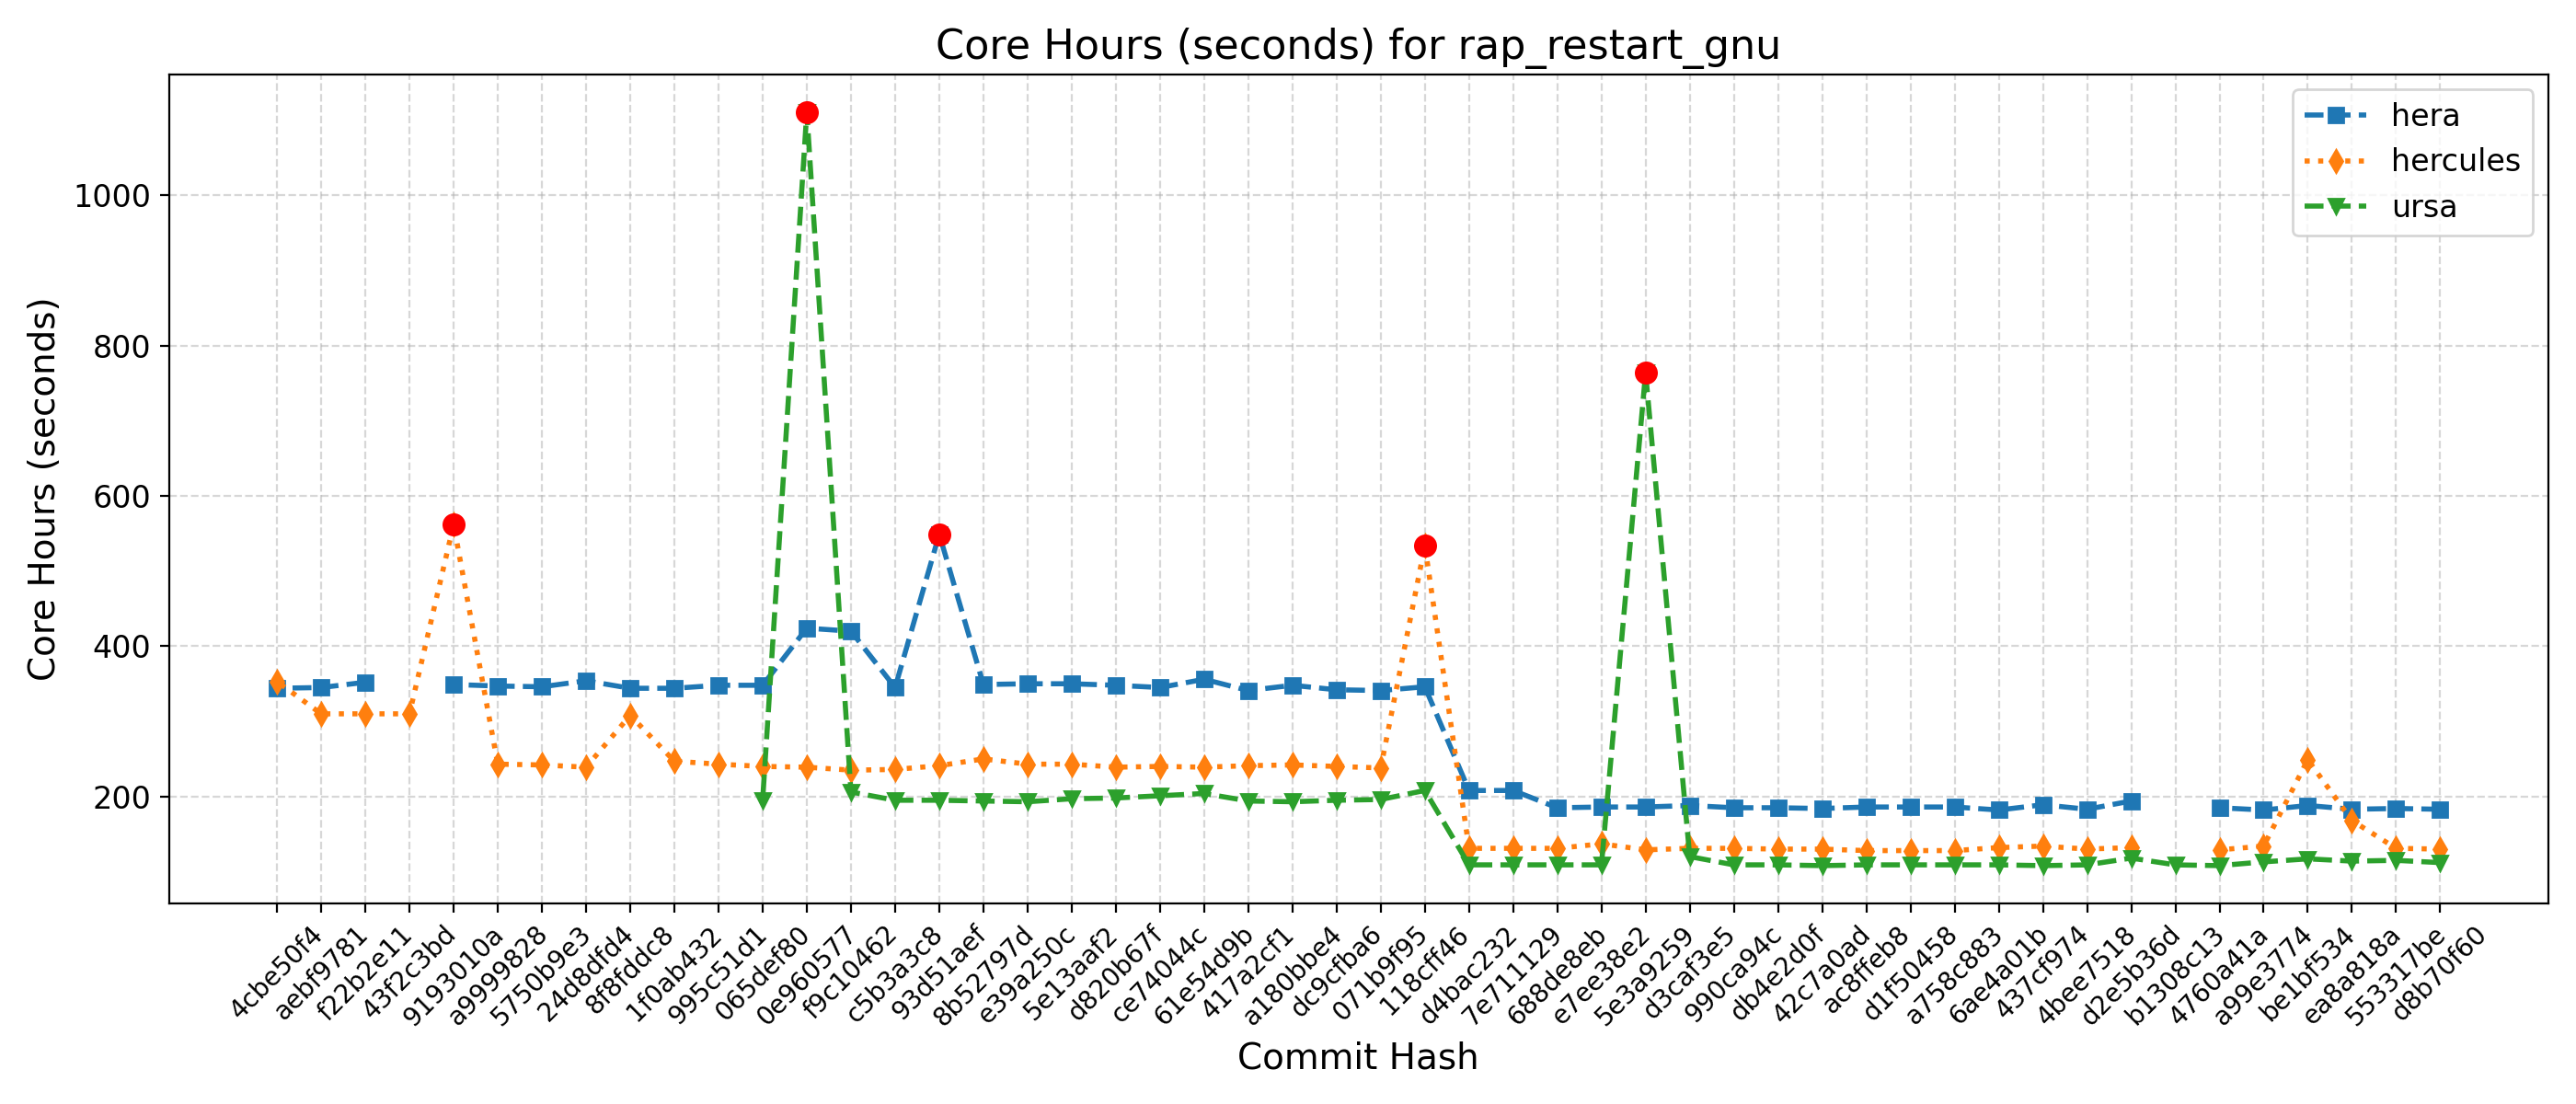 Core Hours (seconds) for rap_restart_gnu
hera
hercules
ursa
Core Hours (seconds)
1000
800
600
400
200
4cbe50f4
aebf9781
f22b2e11
43f2c3bd
9193010a
a9999828
5750b9e3
24d8dfd4
8f8fddc8
1f0ab432
995c51d1
065def80
0e960577
f9c10462
c5b3a3c8
93d51aef
8b52797d
e39a250c
5e13aaf2
d820b67f
ce74044c
61e54d9b
417a2cf1
a180bbe4
dc9cfba6
071b9f95
118cff46
d4bac232
7e711129
688de8eb
e7ee38e2
5e3a9259
d3caf3e5
990ca94c
db4e2d0f
42c7a0ad
ac8ffeb8
d1f50458
a758c883
6ae4a01b
437cf974
4bee7518
d2e5b36d
b1308c13
4760a41a
a99e3774
be1bf534
ea8a818a
553317be
d8b70f60
Commit Hash